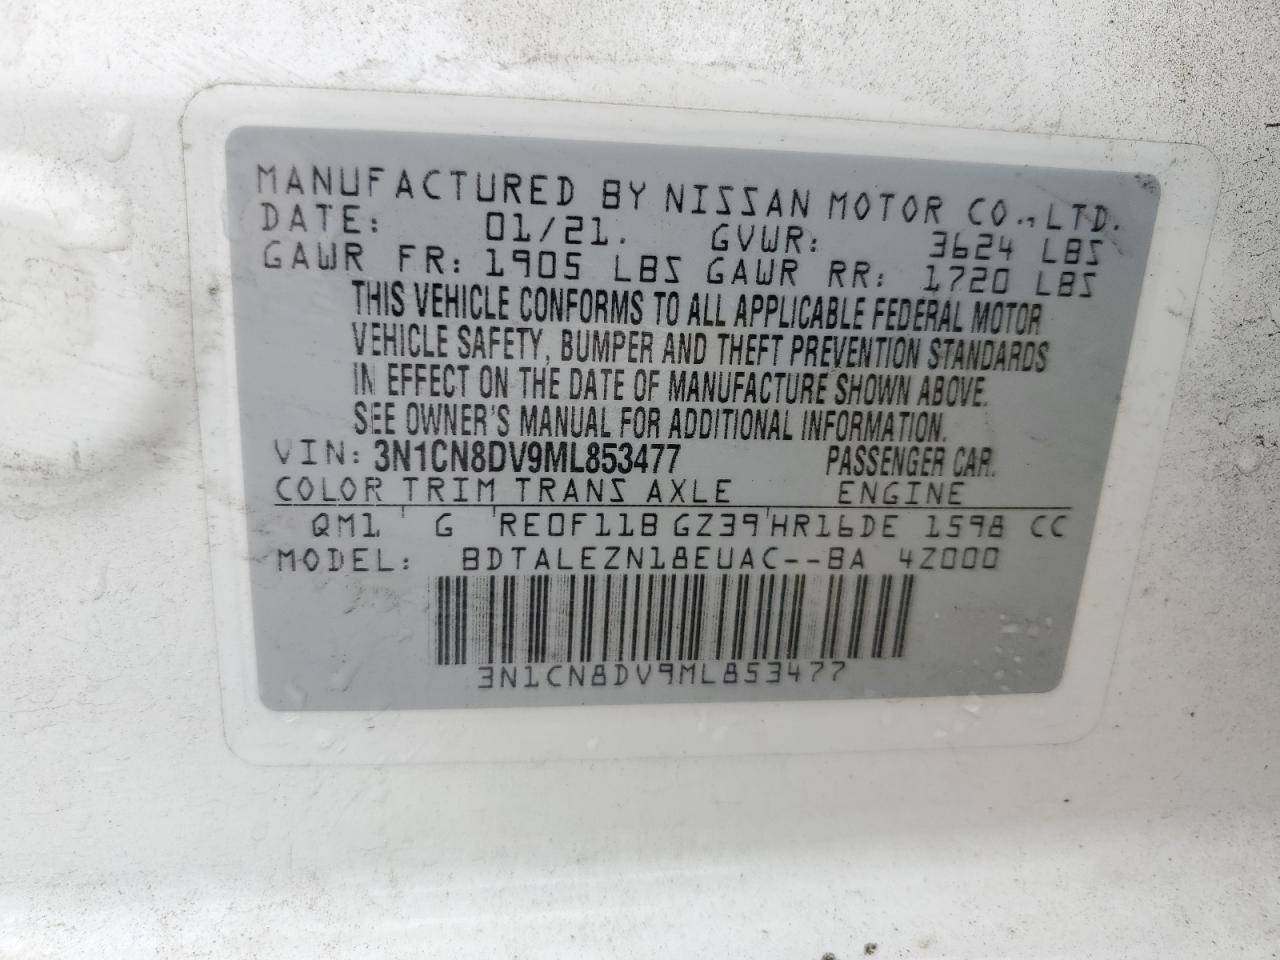 MANUFACTURED BY NISSAN MOTOR CO., LTD.
DATE: 01/21. GVWR: 3624 LBS
GAWR FR: 1905 LBS GAWR RR: 1720 LBS
THIS VEHICLE CONFORMS TO ALL APPLICABLE FEDERAL MOTOR
VEHICLE SAFETY, BUMPER AND THEFT PREVENTION STANDARDS
IN EFFECT ON THE DATE OF MANUFACTURE SHOWN ABOVE.
SEE OWNER'S MANUAL FOR ADDITIONAL INFORMATION.
VIN: 3N1CN8DV9ML853477 PASSENGER CAR.
COLOR TRIM TRANS AXLE ENGINE
QM1 G RE0F11B GZ39 HR16DE 1598 CC
MODEL: BDTALEZN18EUAC--BA 4Z000
3N1CN8DV9ML853477